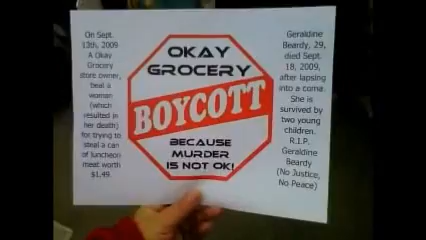 On Sept.
13th, 2009
A Okay
Grocery
store owner,
beat a
woman
(which
resulted in
her death)
for trying to
steal a can
of luncheon
meat worth
$1.49.
OKAY
GROCERY
BOYCOTT
BECAUSE
MURDER
IS NOT OK!
Geraldine
Beardy, 29,
died Sept.
18, 2009,
after lapsing
into a coma.
She is
survived by
two young
children.
R.I.P.
Geraldine
Beardy
(No Justice,
No Peace)